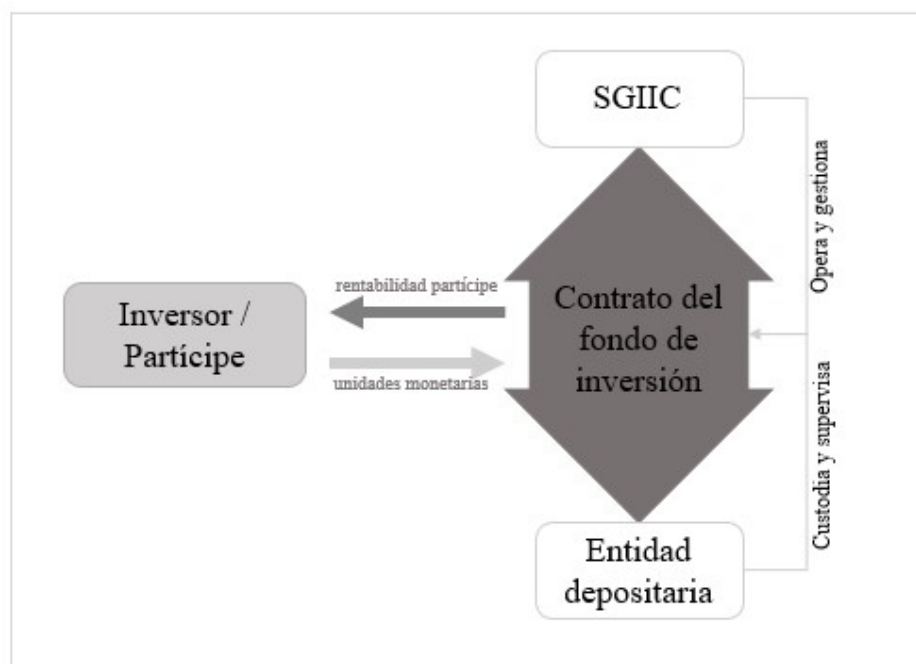 SGIIC
Opera y gestiona
rentabilidad partícipe
Inversor /
Partícipe
Contrato del
fondo de
inversión
unidades monetarias
Custodia y supervisa
Entidad
depositaria